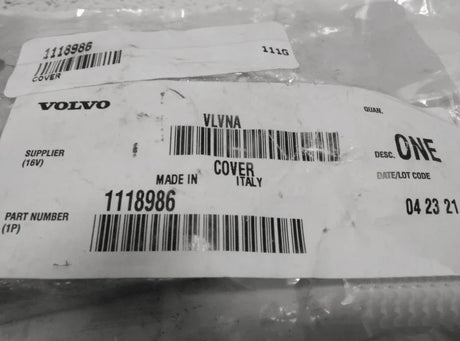 1118986
COVER
111G
VOLVO
QUAN.
VLVNA
SUPPLIER
(16V)
DESC. ONE
COVER
MADE IN ITALY
DATE/LOT CODE
1118986
04 23 21
PART NUMBER
(1P)